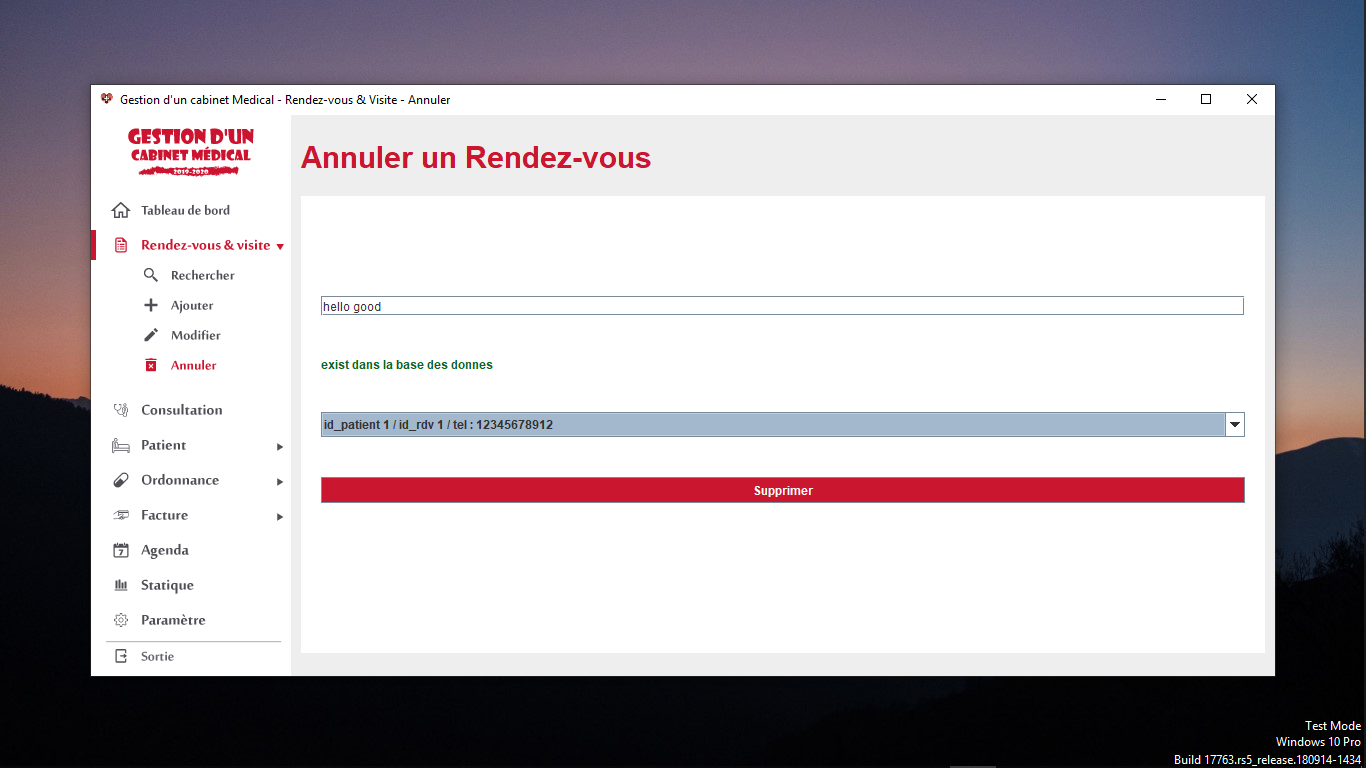 Gestion d'un cabinet Medical - Rendez-vous & Visite - Annuler
GESTION D'UN
CABINET MÉDICAL
2019-2020
Tableau de bord
Rendez-vous & visite
Rechercher
Ajouter
Modifier
Annuler
Consultation
Patient
Ordonnance
Facture
Agenda
7
Statique
Paramètre
Sortie
Annuler un Rendez-vous
hello good
exist dans la base des donnes
id_patient 1 / id_rdv 1 / tel : 12345678912
Supprimer
Test Mode
Windows 10 Pro
Build 17763.rs5_release.180914-1434